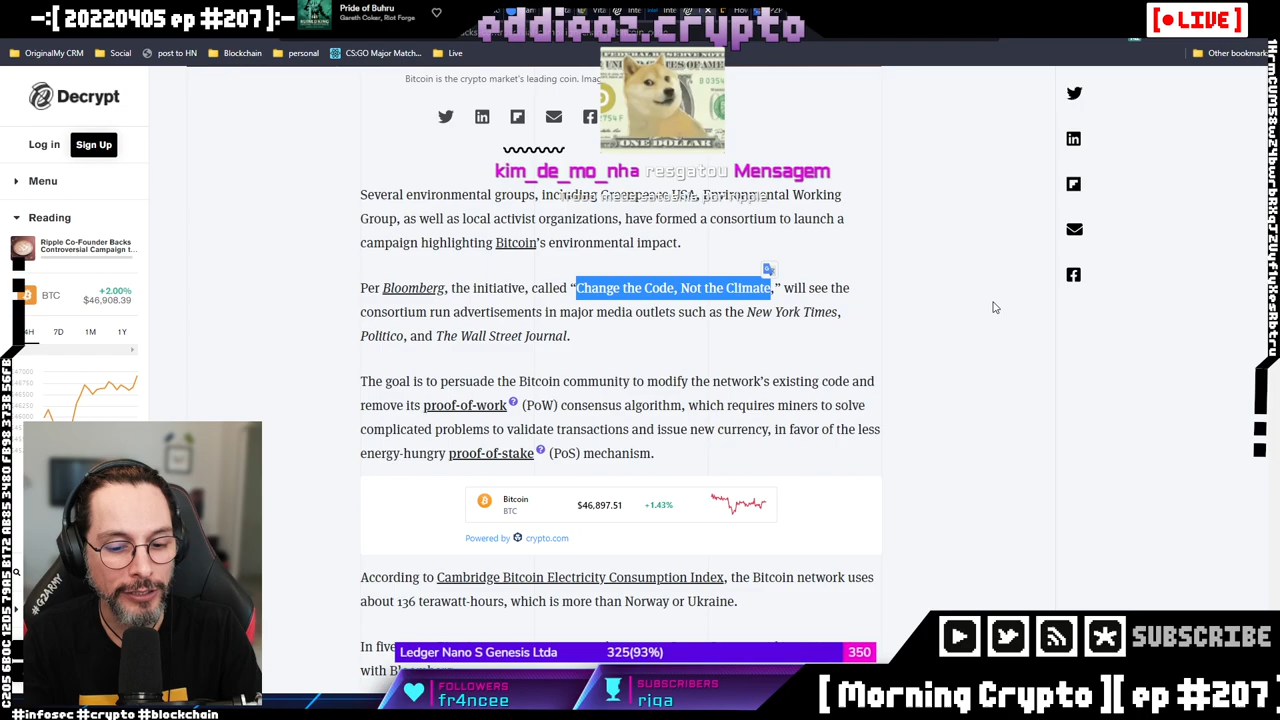 -:[ 20220405 ep #207]:-
Pride of Buhru
Gareth Coker, Riot Forge
[ LIVE ]
OriginalMy CRM
Social
post to HN
Blockchain
personal
CS:GO Major Match...
Live
Other bookmark
Decrypt
Log in
Sign Up
Menu
Reading
Ripple Co-Founder Backs
Controversial Campaign t...
BTC
+2.00%
$46,908.39
7D
1M
1Y
47000
46500
Bitcoin is the crypto market's leading coin.
ONE DOLLAR
kim_de_mo_nha resgatou Mensagem
Several environmental groups, including Greenpeace USA, Environmental Working
Group, as well as local activist organizations, have formed a consortium to launch a
campaign highlighting Bitcoin's environmental impact.
Per Bloomberg, the initiative, called “Change the Code, Not the Climate,” will see the
consortium run advertisements in major media outlets such as the New York Times,
Politico, and The Wall Street Journal.
The goal is to persuade the Bitcoin community to modify the network's existing code and
remove its proof-of-work ? (PoW) consensus algorithm, which requires miners to solve
complicated problems to validate transactions and issue new currency, in favor of the less
energy-hungry proof-of-stake ? (PoS) mechanism.
Bitcoin
BTC
$46,897.51
+1.43%
Powered by crypto.com
According to Cambridge Bitcoin Electricity Consumption Index, the Bitcoin network uses
about 136 terawatt-hours, which is more than Norway or Ukraine.
In five
Ledger Nano S Genesis Ltda 325(93%) 350
FOLLOWERS
fr4ncee
SUBSCRIBERS
rjga
SUBSCRIBE
[ Morning Crypto ][ ep #207 ]
#infosec #crypto #blockchain